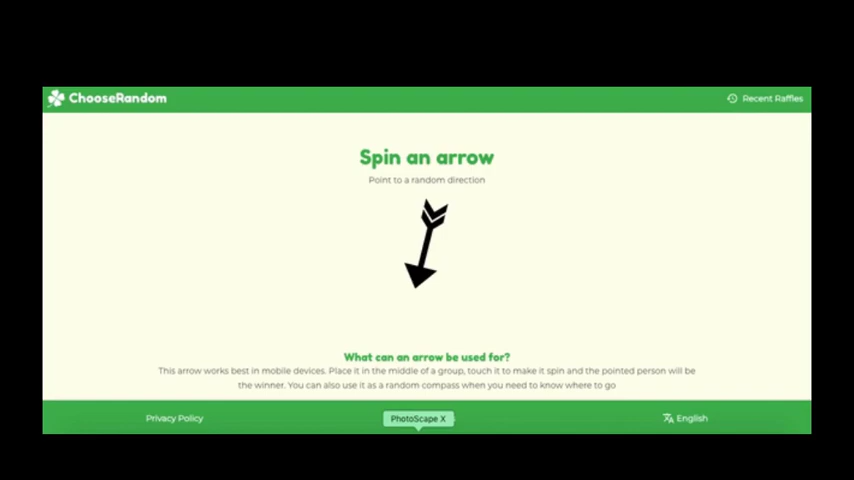 ChooseRandom
Recent Raffles
Spin an arrow
Point to a random direction
What can an arrow be used for?
This arrow works best in mobile devices. Place it in the middle of a group, touch it to make it spin and the pointed person will be
the winner. You can also use it as a random compass when you need to know where to go
Privacy Policy
PhotoScape X
English